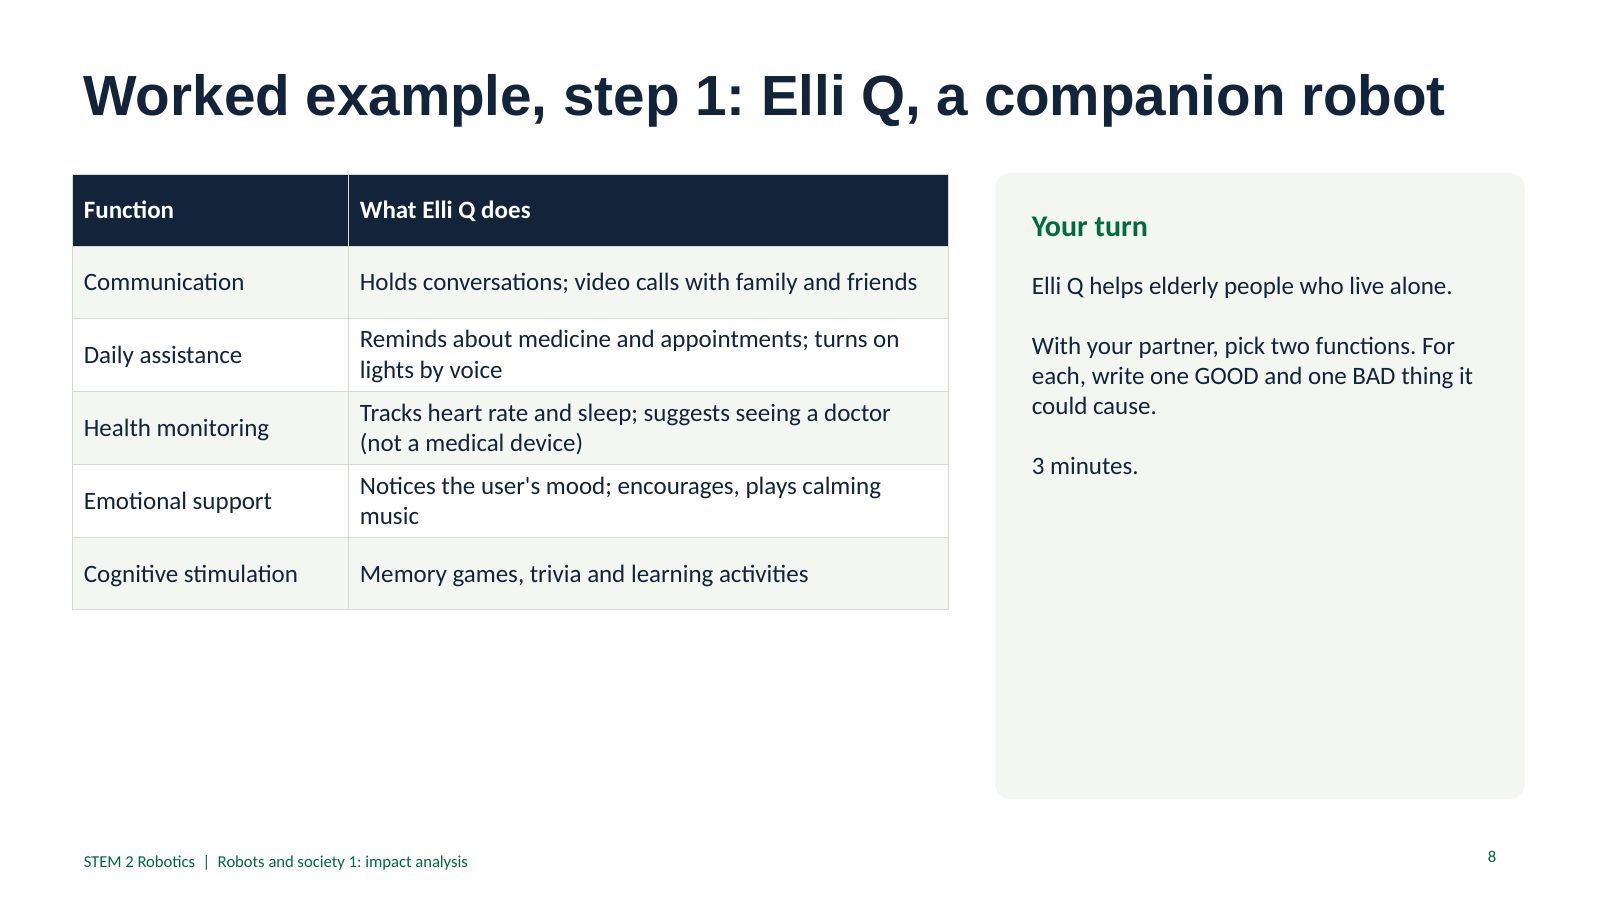 Worked example, step 1: Elli Q, a companion robot
Function
What Elli Q does
Communication
Holds conversations; video calls with family and friends
Daily assistance
Reminds about medicine and appointments; turns on
lights by voice
Health monitoring
Tracks heart rate and sleep; suggests seeing a doctor
(not a medical device)
Emotional support
Notices the user's mood; encourages, plays calming
music
Cognitive stimulation
Memory games, trivia and learning activities
Your turn
Elli Q helps elderly people who live alone.
With your partner, pick two functions. For
each, write one GOOD and one BAD thing it
could cause.
3 minutes.
STEM 2 Robotics | Robots and society 1: impact analysis
8